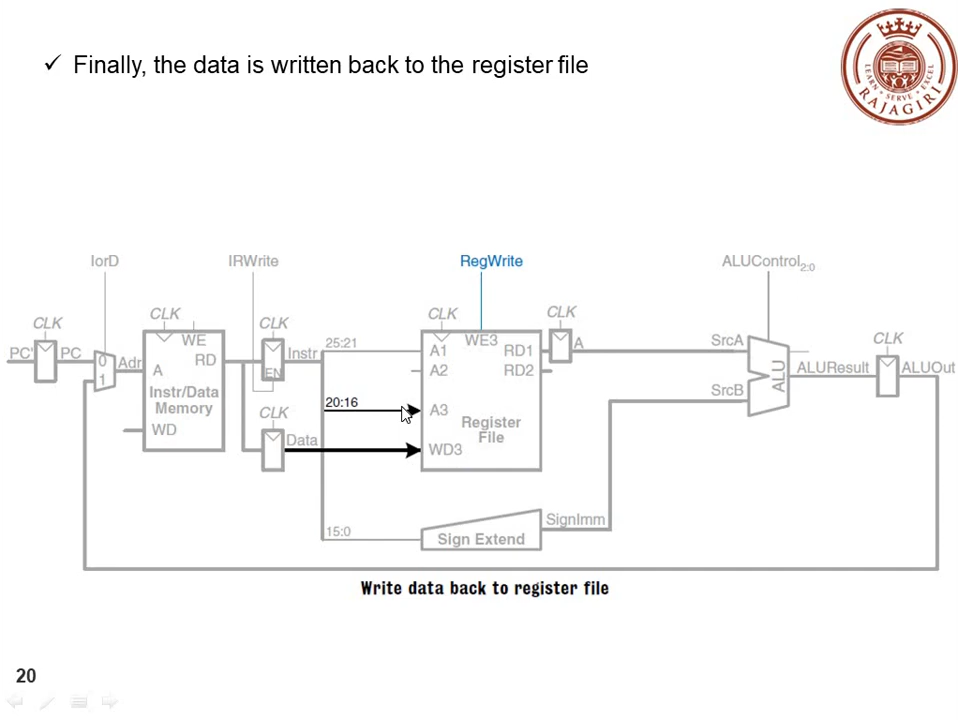 ✓ Finally, the data is written back to the register file
LEARN • SERVE • EXCEL
RAJAGIRI
IorD
IRWrite
RegWrite
ALUControl2:0
CLK
CLK
CLK
CLK
CLK
CLK
PC'
PC
0
1
Adr
WE
RD
A
Instr/Data
Memory
WD
EN
Instr
CLK
Data
25:21
20:16
15:0
A1
A2
A3
WD3
WE3
RD1
RD2
Register
File
A
Sign Extend
SignImm
SrcA
SrcB
ALU
ALUResult
ALUOut
Write data back to register file
20